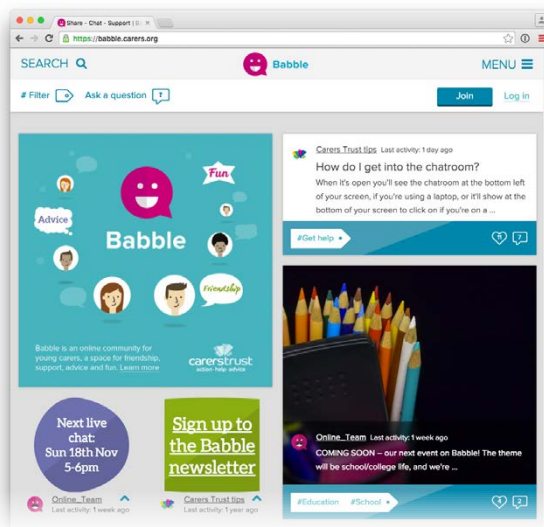 Share - Chat - Support | B
https://babble.carers.org
SEARCH
Babble
MENU
# Filter
Ask a question
Join
Log in
Fun
Advice
Babble
Friendship
Babble is an online community for
young carers, a space for friendship,
support, advice and fun. Learn more
carerstrust
action·help·advice
Next live
chat:
Sun 18th Nov
5-6pm
Online_Team
Last activity: 1 week ago
Sign up to
the Babble
newsletter
Carers Trust tips
Last activity: 1 year ago
Carers Trust tips Last activity: 1 day ago
How do I get into the chatroom?
When it's open you'll see the chatroom at the bottom left
of your screen, if you're using a laptop, or it'll show at the
bottom of your screen to click on if you're on a ...
#Get help
7
Online_Team Last activity: 1 week ago
COMING SOON – our next event on Babble! The theme
will be school/college life, and we're ...
#Education #School
2